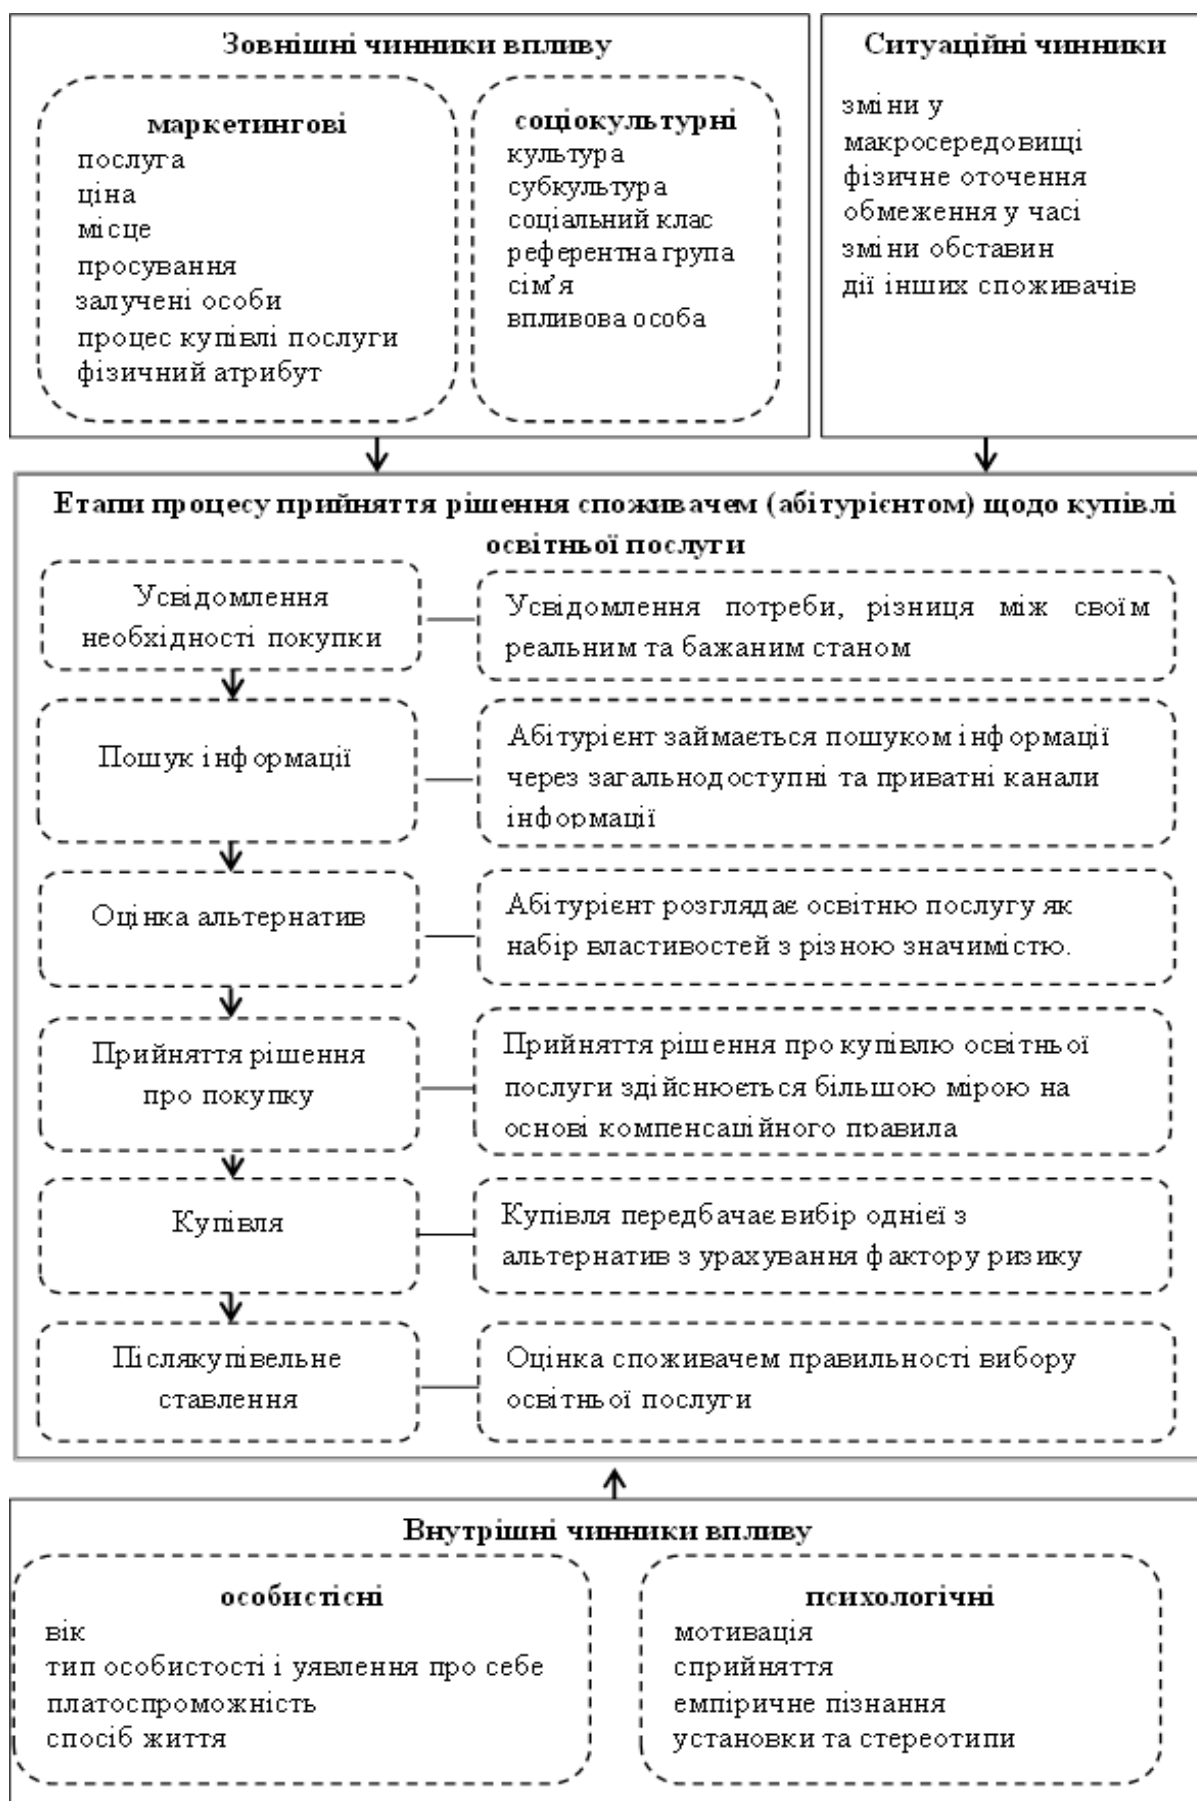 Зовнішні чинники впливу
маркетингові
послуга
ціна
місце
просування
залучені особи
процес купівлі послуги
фізичний атрибут
соціокультурні
культура
субкультура
соціальний клас
референтна група
сім’я
впливова особа
Ситуаційні чинники
зміни у
макросередовищі
фізичне оточення
обмеження у часі
зміни обставин
дії інших споживачів
Етапи процесу прийняття рішення споживачем (абітурієнтом) щодо купівлі
освітньої послуги
Усвідомлення
необхідності покупки
Усвідомлення потреби, різниця між своїм
реальним та бажаним станом
Пошук інформації
Абітурієнт займається пошуком інформації
через загальнодоступні та приватні канали
інформації
Оцінка альтернатив
Абітурієнт розглядає освітню послугу як
набір властивостей з різною значимістю.
Прийняття рішення
про покупку
Прийняття рішення про купівлю освітньої
послуги здійснюється більшою мірою на
основі компенсаційного правила
Купівля
Купівля передбачає вибір однієї з
альтернатив з урахування фактору ризику
Післякупівельне
ставлення
Оцінка споживачем правильності вибору
освітньої послуги
Внутрішні чинники впливу
особистісні
вік
тип особистості і уявлення про себе
платоспроможність
спосіб життя
психологічні
мотивація
сприйняття
емпіричне пізнання
установки та стереотипи